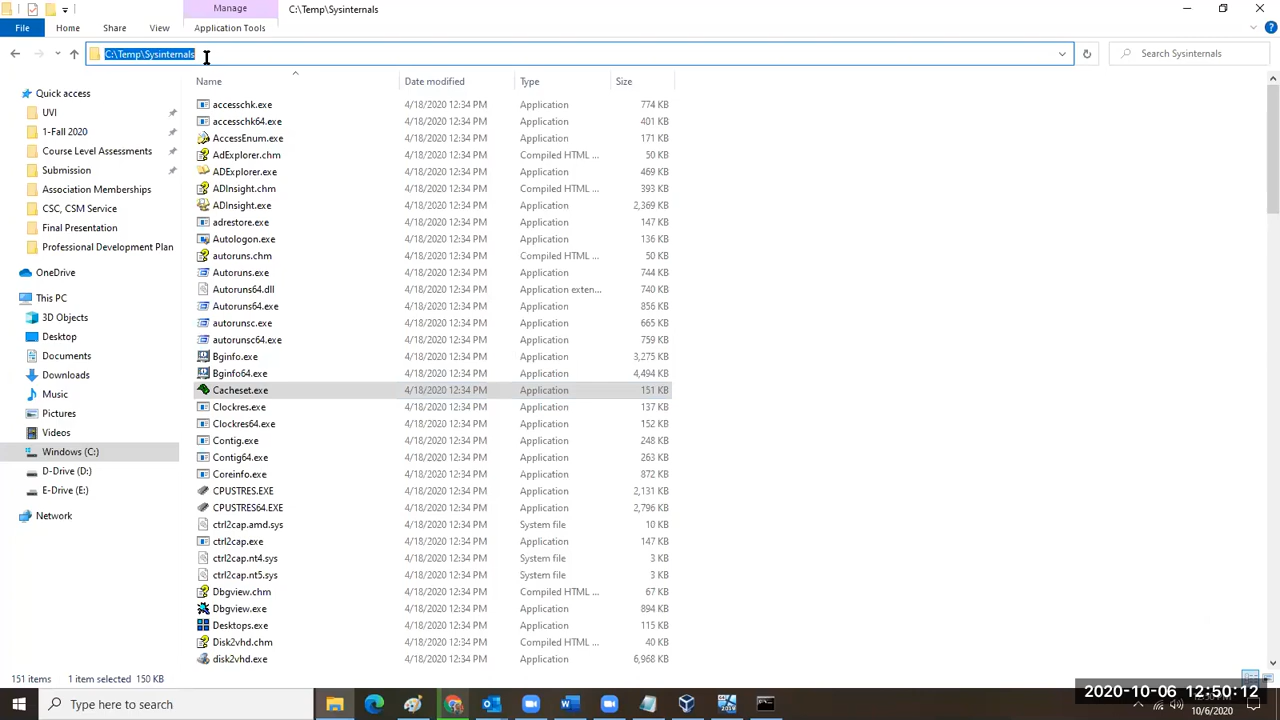 Manage
C:\Temp\Sysinternals
File Home Share View Application Tools
C:\Temp\Sysinternals
Search Sysinternals
Name Date modified Type Size
Quick access
UVI
1-Fall 2020
Course Level Assessments
Submission
Association Memberships
CSC, CSM Service
Final Presentation
Professional Development Plan
OneDrive
This PC
3D Objects
Desktop
Documents
Downloads
Music
Pictures
Videos
Windows (C:)
D-Drive (D:)
E-Drive (E:)
Network
accesschk.exe 4/18/2020 12:34 PM Application 774 KB
accesschk64.exe 4/18/2020 12:34 PM Application 401 KB
AccessEnum.exe 4/18/2020 12:34 PM Application 171 KB
AdExplorer.chm 4/18/2020 12:34 PM Compiled HTML ... 50 KB
ADExplorer.exe 4/18/2020 12:34 PM Application 469 KB
ADInsight.chm 4/18/2020 12:34 PM Compiled HTML ... 393 KB
ADInsight.exe 4/18/2020 12:34 PM Application 2,369 KB
adrestore.exe 4/18/2020 12:34 PM Application 147 KB
Autologon.exe 4/18/2020 12:34 PM Application 136 KB
autoruns.chm 4/18/2020 12:34 PM Compiled HTML ... 50 KB
Autoruns.exe 4/18/2020 12:34 PM Application 744 KB
Autoruns64.dll 4/18/2020 12:34 PM Application exten... 740 KB
Autoruns64.exe 4/18/2020 12:34 PM Application 856 KB
autorunsc.exe 4/18/2020 12:34 PM Application 665 KB
autorunsc64.exe 4/18/2020 12:34 PM Application 759 KB
Bginfo.exe 4/18/2020 12:34 PM Application 3,275 KB
Bginfo64.exe 4/18/2020 12:34 PM Application 4,494 KB
Cacheset.exe 4/18/2020 12:34 PM Application 151 KB
Clockres.exe 4/18/2020 12:34 PM Application 137 KB
Clockres64.exe 4/18/2020 12:34 PM Application 152 KB
Contig.exe 4/18/2020 12:34 PM Application 248 KB
Contig64.exe 4/18/2020 12:34 PM Application 263 KB
Coreinfo.exe 4/18/2020 12:34 PM Application 872 KB
CPUSTRES.EXE 4/18/2020 12:34 PM Application 2,131 KB
CPUSTRES64.EXE 4/18/2020 12:34 PM Application 2,796 KB
ctrl2cap.amd.sys 4/18/2020 12:34 PM System file 10 KB
ctrl2cap.exe 4/18/2020 12:34 PM Application 147 KB
ctrl2cap.nt4.sys 4/18/2020 12:34 PM System file 3 KB
ctrl2cap.nt5.sys 4/18/2020 12:34 PM System file 3 KB
Dbgview.chm 4/18/2020 12:34 PM Compiled HTML ... 67 KB
Dbgview.exe 4/18/2020 12:34 PM Application 894 KB
Desktops.exe 4/18/2020 12:34 PM Application 115 KB
Disk2vhd.chm 4/18/2020 12:34 PM Compiled HTML ... 40 KB
disk2vhd.exe 4/18/2020 12:34 PM Application 6,968 KB
151 items 1 item selected 150 KB
2020-10-06 12:50:12
Type here to search
10/6/2020